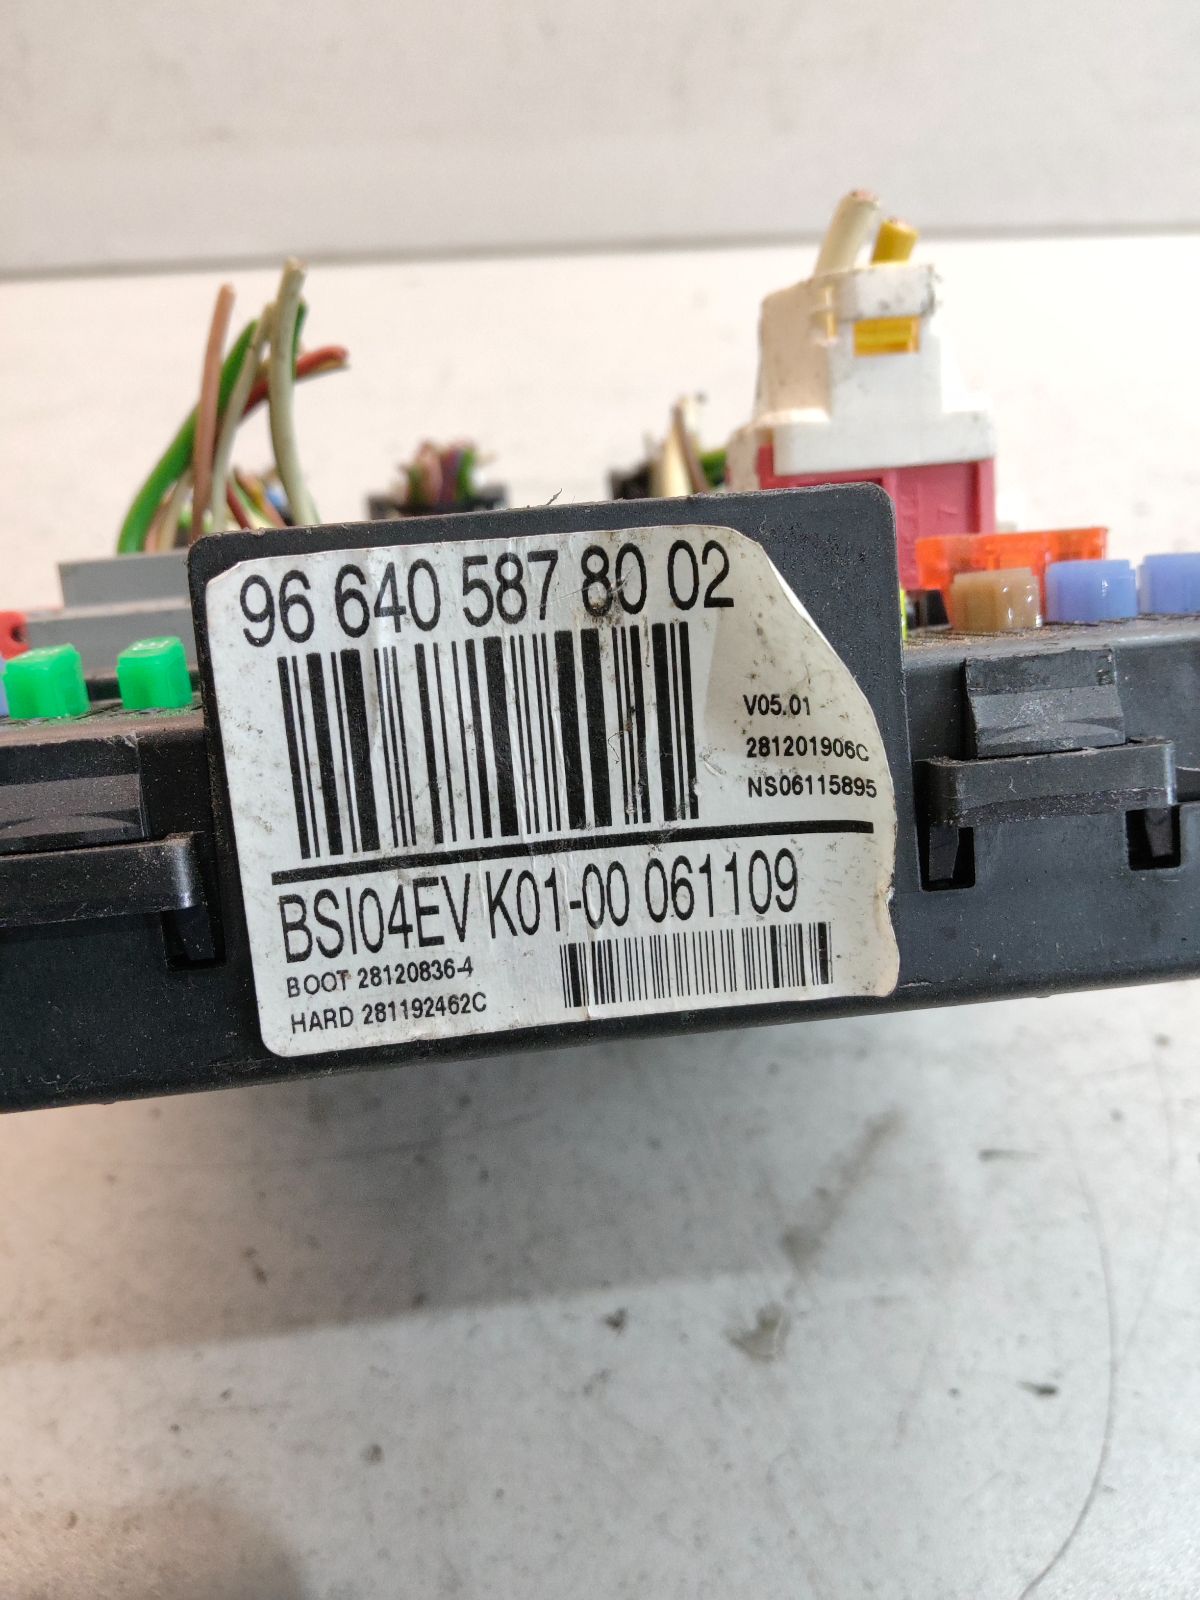 96 640 587 80 02
V05.01
281201906C
NS06115895
BSI04EV K01-00 061109
BOOT 28120836-4
HARD 281192462C